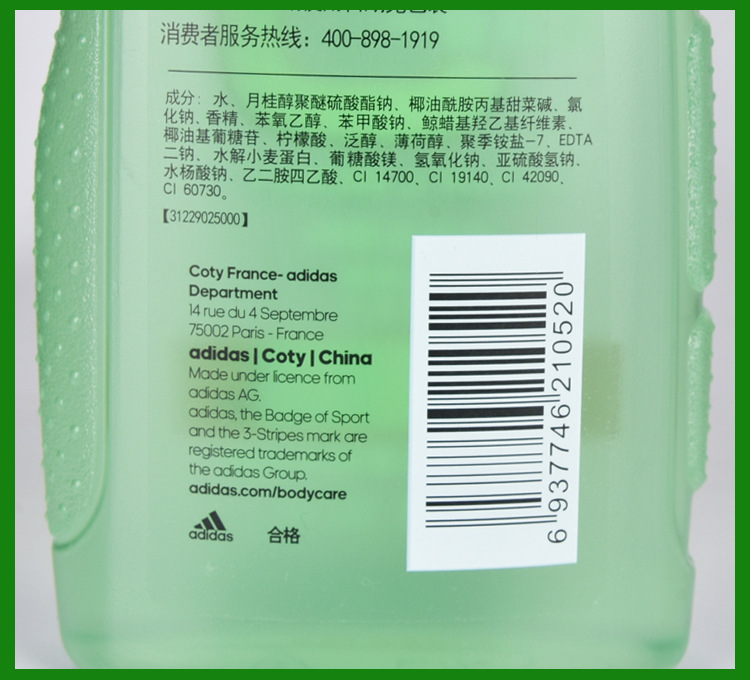 消费者服务热线：400-898-1919
成分：水、月桂醇聚醚硫酸酯钠、椰油酰胺丙基甜菜碱、氯
化钠、香精、苯氧乙醇、苯甲酸钠、鲸蜡基羟乙基纤维素、
椰油基葡糖苷、柠檬酸、泛醇、薄荷醇、聚季铵盐-7、EDTA
二钠、水解小麦蛋白、葡糖酸镁、氢氧化钠、亚硫酸氢钠、
水杨酸钠、乙二胺四乙酸、CI 14700、CI 19140、CI 42090、
CI 60730。
【31229025000】
Coty France- adidas
Department
14 rue du 4 Septembre
75002 Paris - France
adidas | Coty | China
Made under licence from
adidas AG.
adidas, the Badge of Sport
and the 3-Stripes mark are
registered trademarks of
the adidas Group.
adidas.com/bodycare
adidas 合格
6 937746 210520